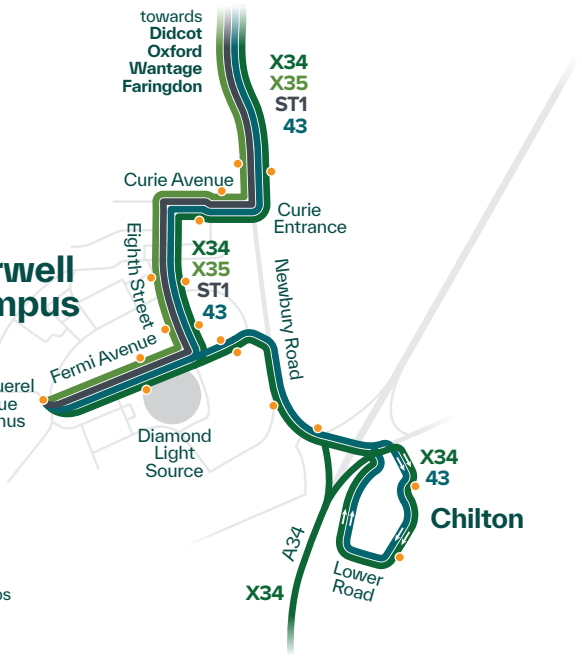 towards
Didcot
Oxford
Wantage
Faringdon
X34
X35
ST1
43
Curie Avenue
Curie
Entrance
Eighth Street
X34
X35
ST1
43
Newbury Road
Fermi Avenue
Diamond
Light
Source
X34
43
Chilton
A34
Lower
Road
X34